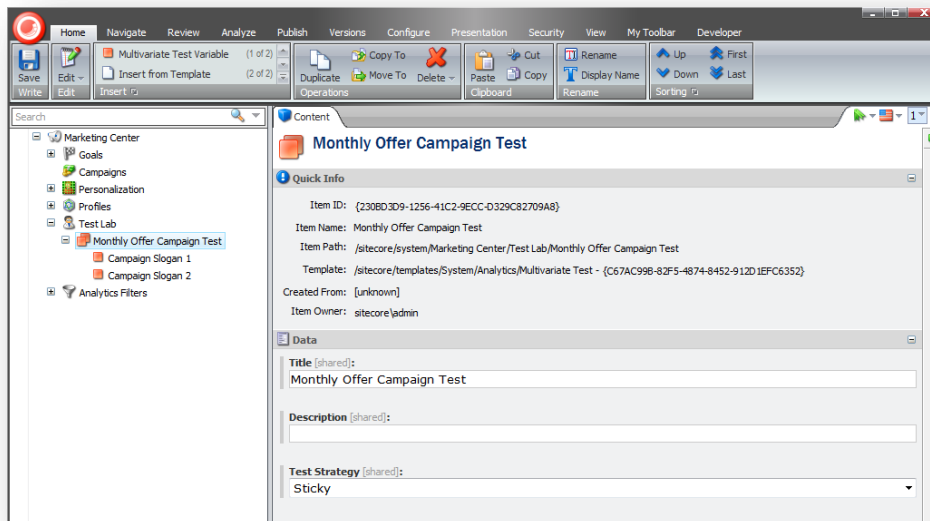 Home Navigate Review Analyze Publish Versions Configure Presentation Security View My Toolbar Developer
Save
Write
Edit
Edit
Multivariate Test Variable (1 of 2)
Insert from Template (2 of 2)
Insert
Duplicate
Copy To
Move To
Delete
Operations
Paste
Cut
Copy
Clipboard
Rename
Display Name
Rename
Up First
Down Last
Sorting
Search
Content
1
Marketing Center
Goals
Campaigns
Personalization
Profiles
Test Lab
Monthly Offer Campaign Test
Campaign Slogan 1
Campaign Slogan 2
Analytics Filters
Monthly Offer Campaign Test
Quick Info
Item ID: {230BD3D9-1256-41C2-9ECC-D329C82709A8}
Item Name: Monthly Offer Campaign Test
Item Path: /sitecore/system/Marketing Center/Test Lab/Monthly Offer Campaign Test
Template: /sitecore/templates/System/Analytics/Multivariate Test - {C67AC99B-82F5-4874-8452-912D1EFC6352}
Created From: [unknown]
Item Owner: sitecore\admin
Data
Title [shared]:
Monthly Offer Campaign Test
Description [shared]:
Test Strategy [shared]:
Sticky